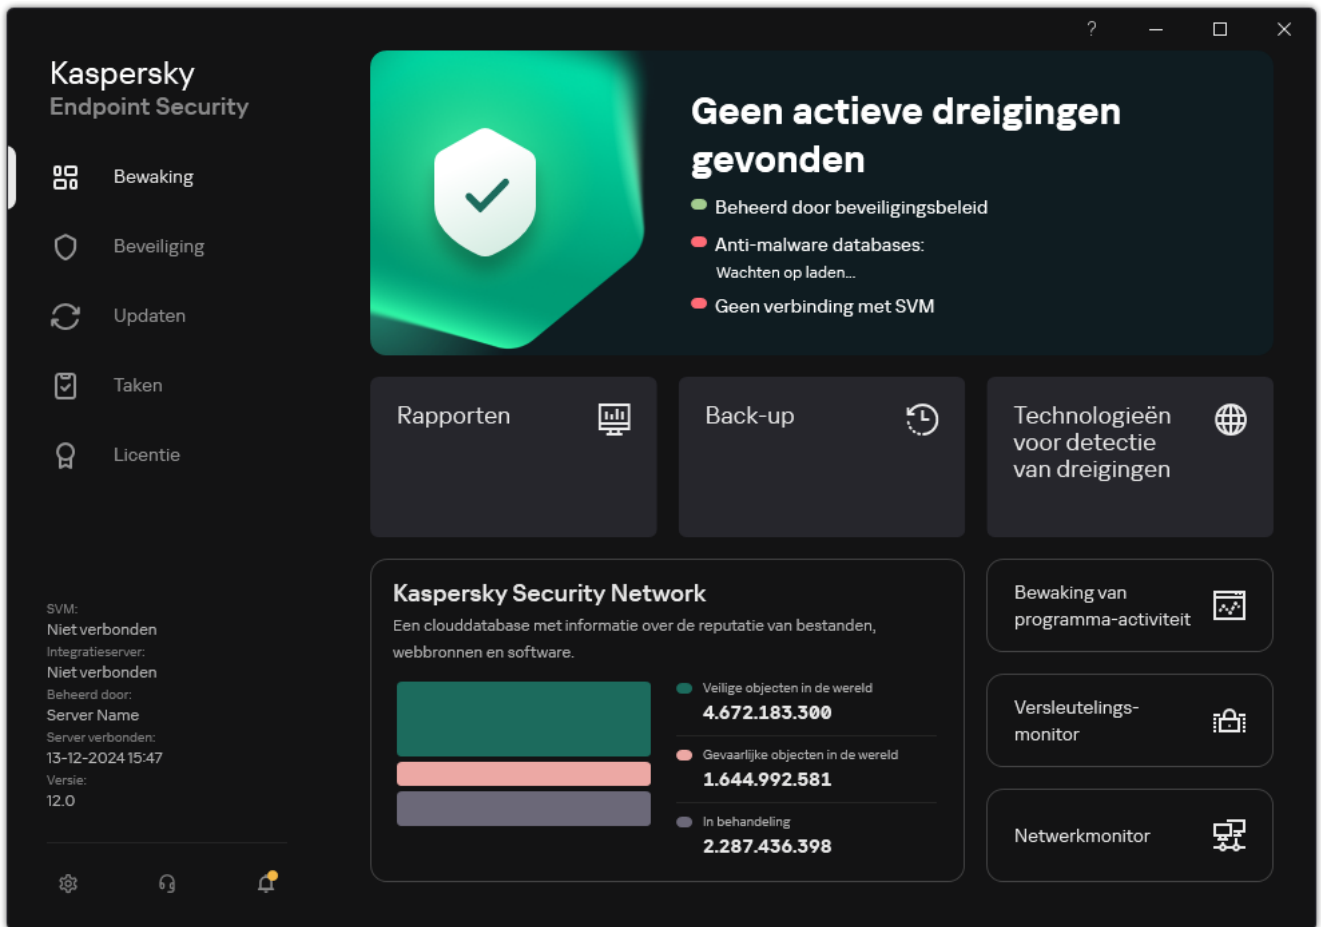 Kaspersky
Endpoint Security
Bewaking
Beveiliging
Updaten
Taken
Licentie
SVM:
Niet verbonden
Integratieserver:
Niet verbonden
Beheerd door:
Server Name
Server verbonden:
13-12-2024 15:47
Versie:
12.0
?
Geen actieve dreigingen
gevonden
Beheerd door beveiligingsbeleid
Anti-malware databases:
Wachten op laden...
Geen verbinding met SVM
Rapporten
Back-up
Technologieën
voor detectie
van dreigingen
Kaspersky Security Network
Een clouddatabase met informatie over de reputatie van bestanden,
webbronnen en software.
Veilige objecten in de wereld
4.672.183.300
Gevaarlijke objecten in de wereld
1.644.992.581
In behandeling
2.287.436.398
Bewaking van
programma-activiteit
Versleutelings-
monitor
Netwerkmonitor